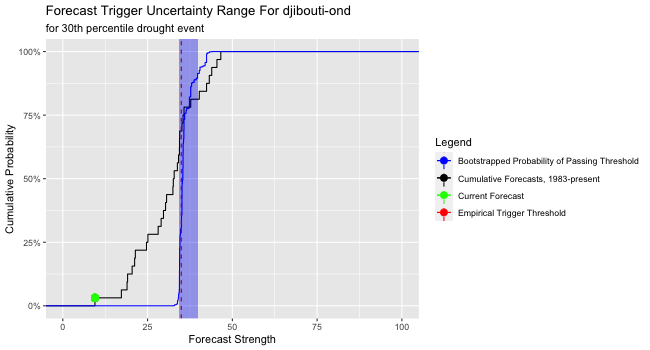 Forecast Trigger Uncertainty Range For djibouti-ond
for 30th percentile drought event
Cumulative Probability
100%
75%
50%
25%
0%
0 25 50 75 100
Forecast Strength
Legend
Bootstrapped Probability of Passing Threshold
Cumulative Forecasts, 1983-present
Current Forecast
Empirical Trigger Threshold